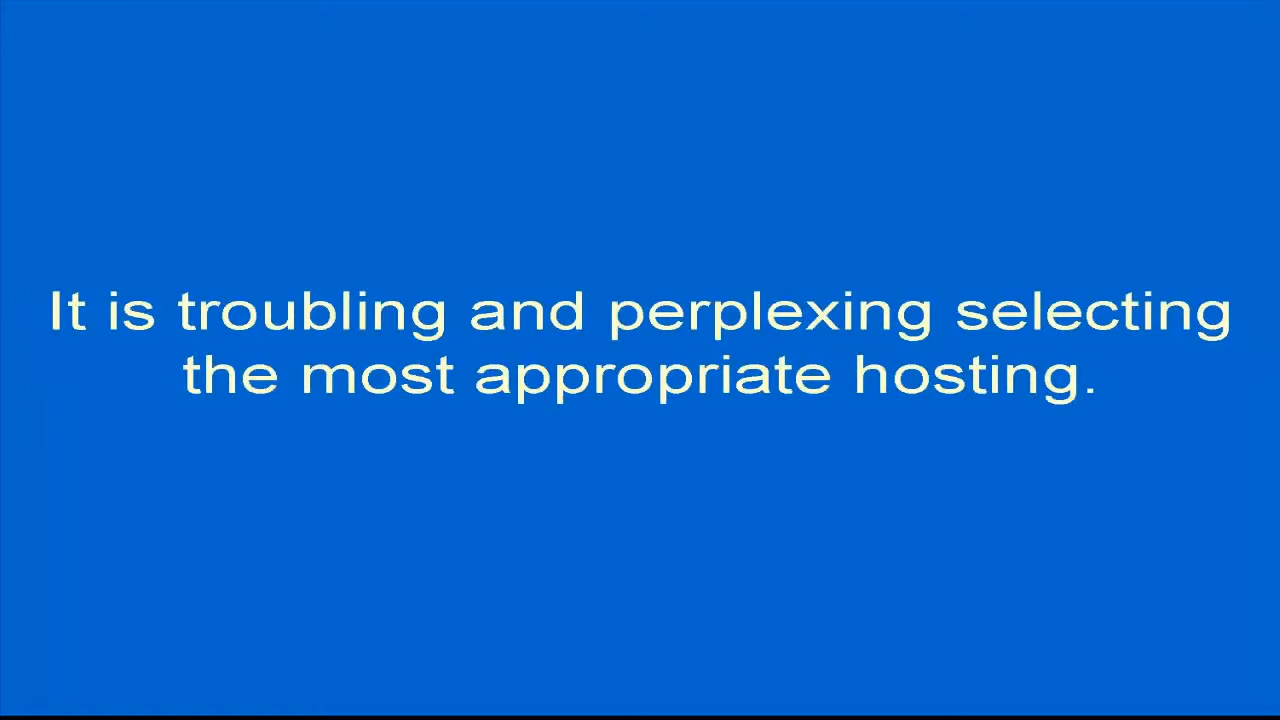 It is troubling and perplexing selecting
the most appropriate hosting.